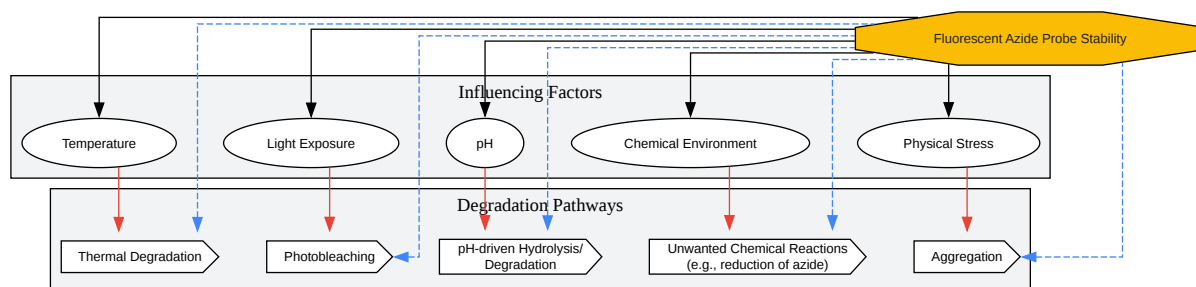 Fluorescent Azide Probe Stability
Influencing Factors
Temperature
Light Exposure
pH
Chemical Environment
Physical Stress
Degradation Pathways
Thermal Degradation
Photobleaching
pH-driven Hydrolysis/
Degradation
Unwanted Chemical Reactions
(e.g., reduction of azide)
Aggregation